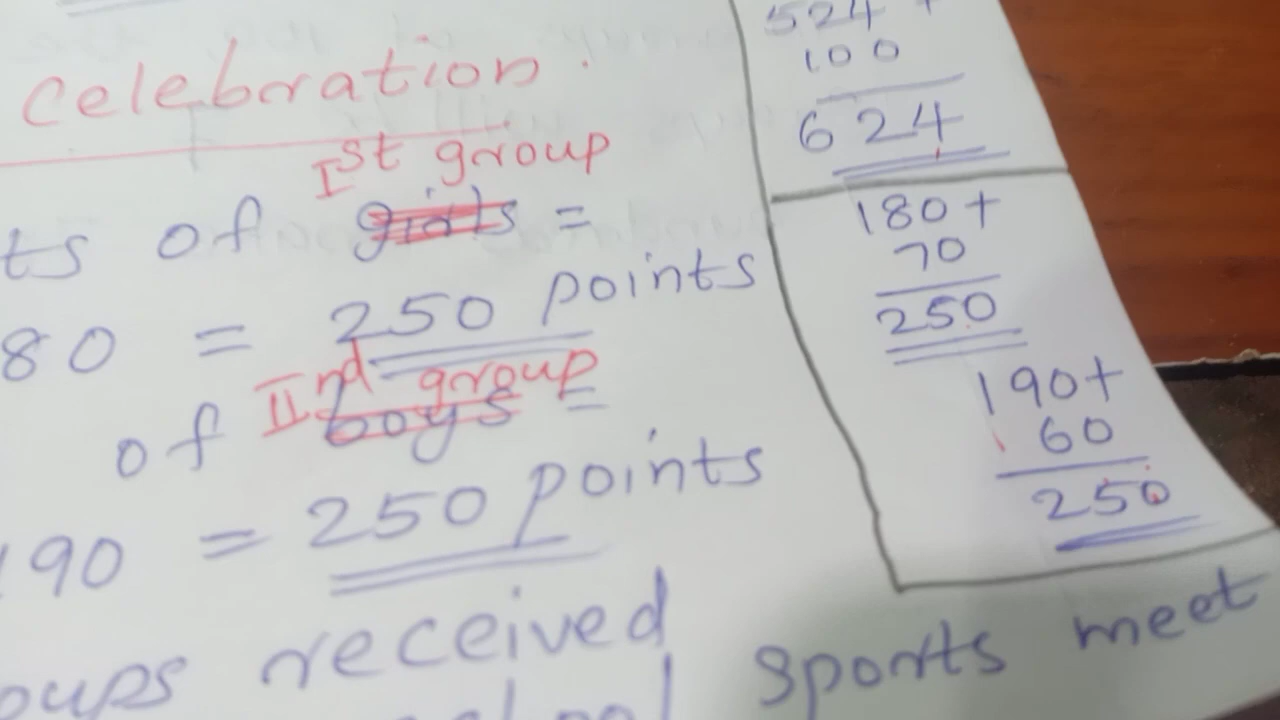 Celebration.
Ist group
ts of girls =
80 = 250 points
IInd group
of boys =
190 = 250 points
oups received
sports meet
524 +
100
624
180+
70
250
190+
60
250